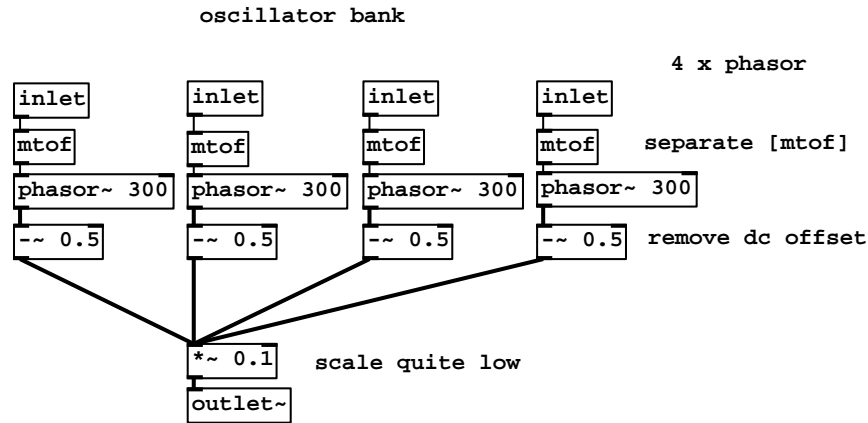 oscillator bank
4 x phasor
inlet inlet inlet inlet
mtof mtof mtof mtof separate [mtof]
phasor~ 300 phasor~ 300 phasor~ 300 phasor~ 300
-~ 0.5 -~ 0.5 -~ 0.5 -~ 0.5 remove dc offset
*~ 0.1 scale quite low
outlet~